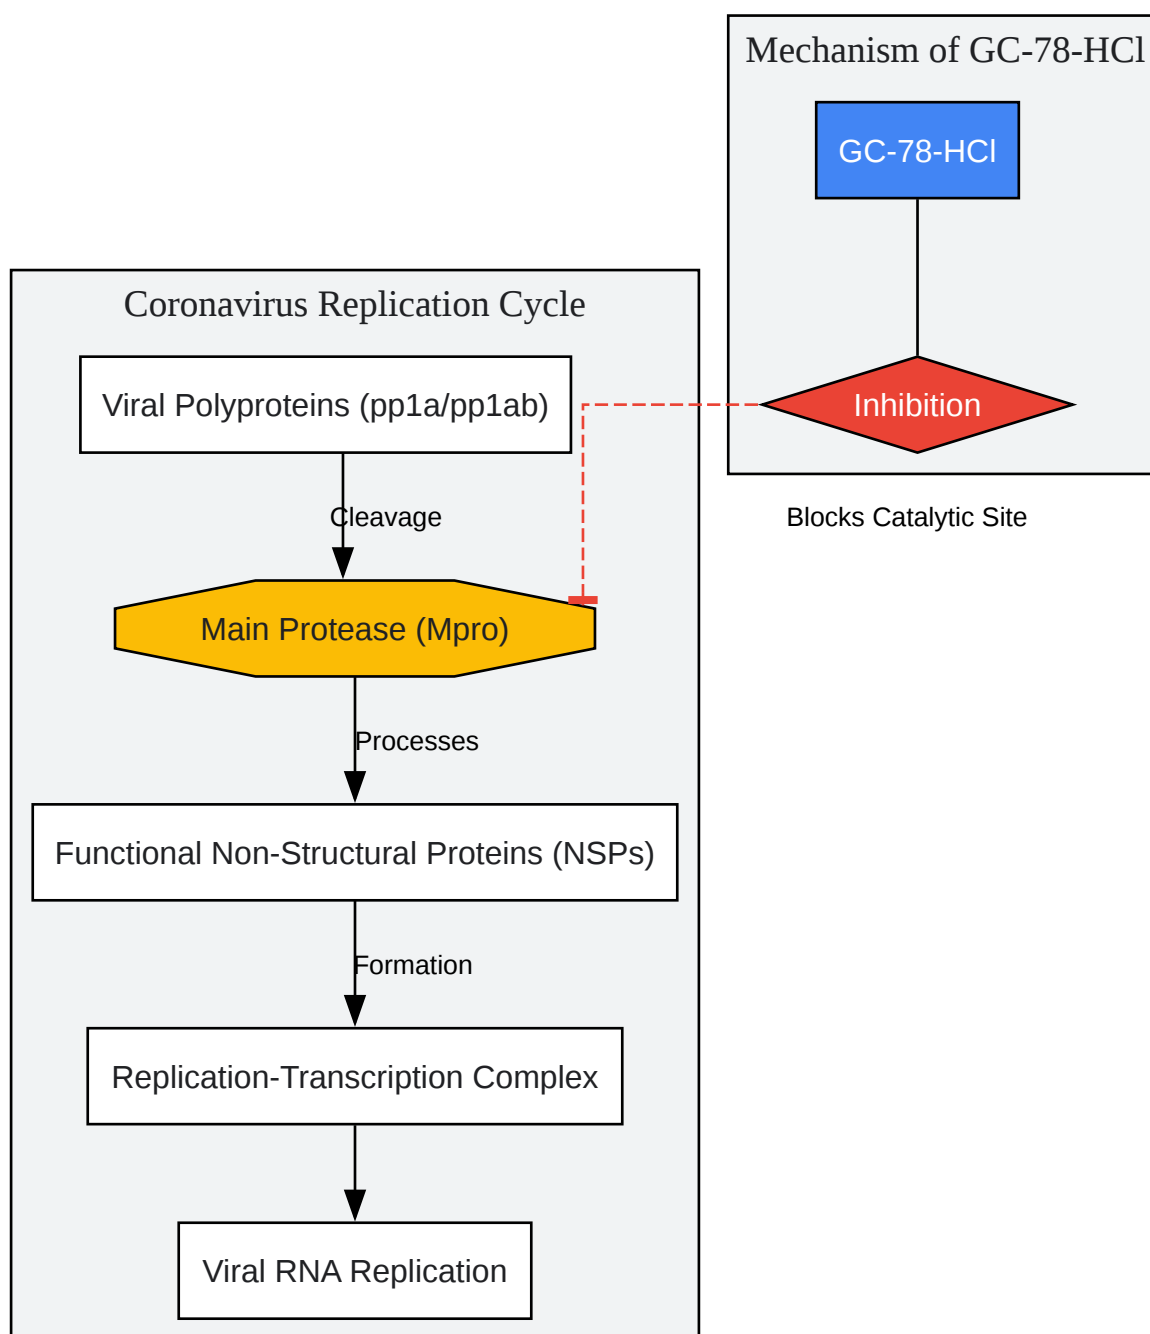 Mechanism of GC-78-HCl
GC-78-HCl
Inhibition
Blocks Catalytic Site
Coronavirus Replication Cycle
Viral Polyproteins (pp1a/pp1ab)
Cleavage
Main Protease (Mpro)
Processes
Functional Non-Structural Proteins (NSPs)
Formation
Replication-Transcription Complex
Viral RNA Replication